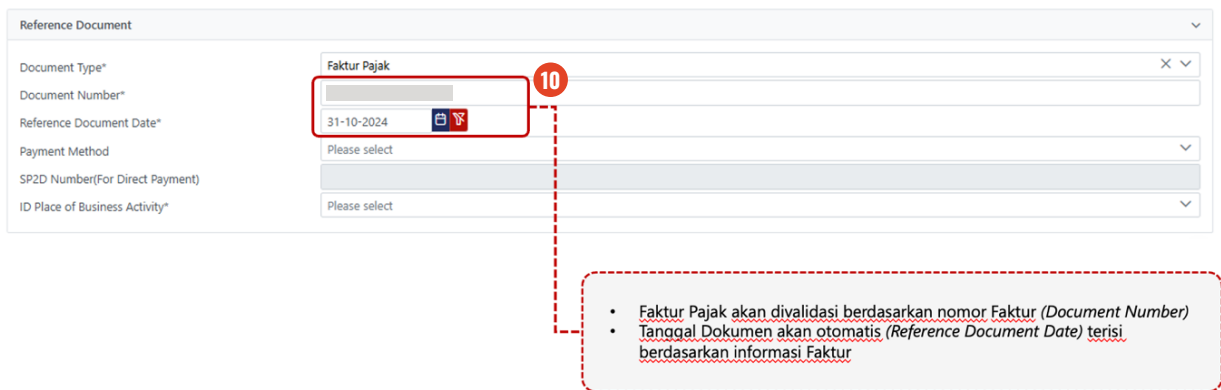 Reference Document
Document Type*
Faktur Pajak
10
Document Number*
Reference Document Date*
31-10-2024
Payment Method
Please select
SP2D Number(For Direct Payment)
ID Place of Business Activity*
Please select
• Faktur Pajak akan divalidasi berdasarkan nomor Faktur (Document Number)
• Tanggal Dokumen akan otomatis (Reference Document Date) terisi
berdasarkan informasi Faktur